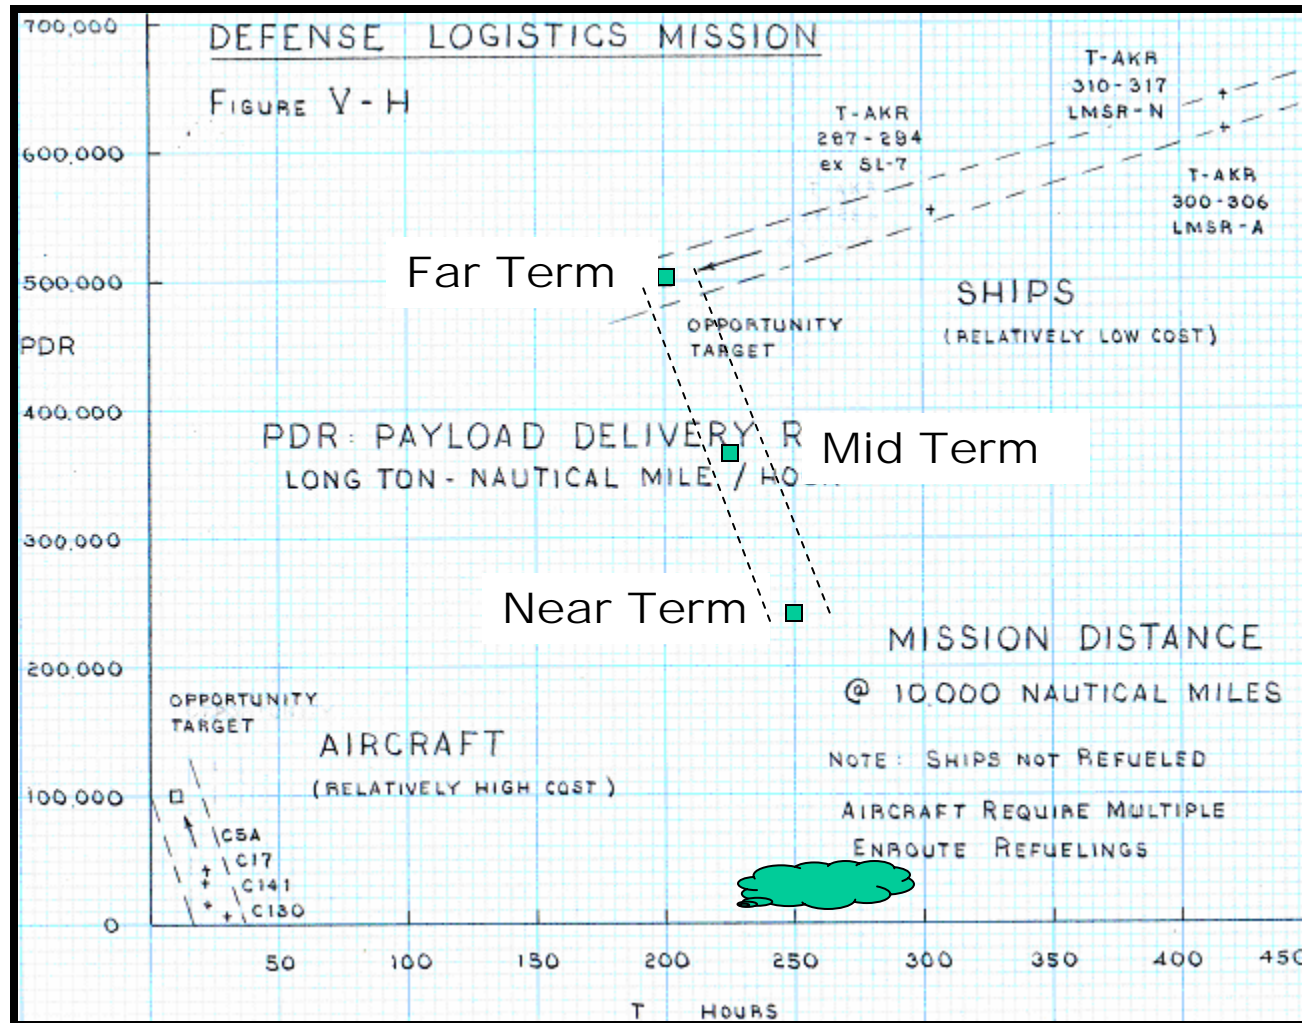 DEFENSE LOGISTICS MISSION
FIGURE V-H
700,000
600,000
500,000
PDR
400,000
300,000
200,000
100,000
0
T-AKR
310-317
LMSR-N
T-AKR
287-294
ex SL-7
T-AKR
300-306
LMSR-A
Far Term
OPPORTUNITY
TARGET
SHIPS
(RELATIVELY LOW COST)
PDR: PAYLOAD DELIVERY R
LONG TON - NAUTICAL MILE / HOUR
Mid Term
Near Term
MISSION DISTANCE
@ 10,000 NAUTICAL MILES
NOTE: SHIPS NOT REFUELED
AIRCRAFT REQUIRE MULTIPLE
ENROUTE REFUELINGS
OPPORTUNITY
TARGET
AIRCRAFT
(RELATIVELY HIGH COST)
C5A
C17
C141
C130
50 100 150 200 250 300 350 400 450
T HOURS